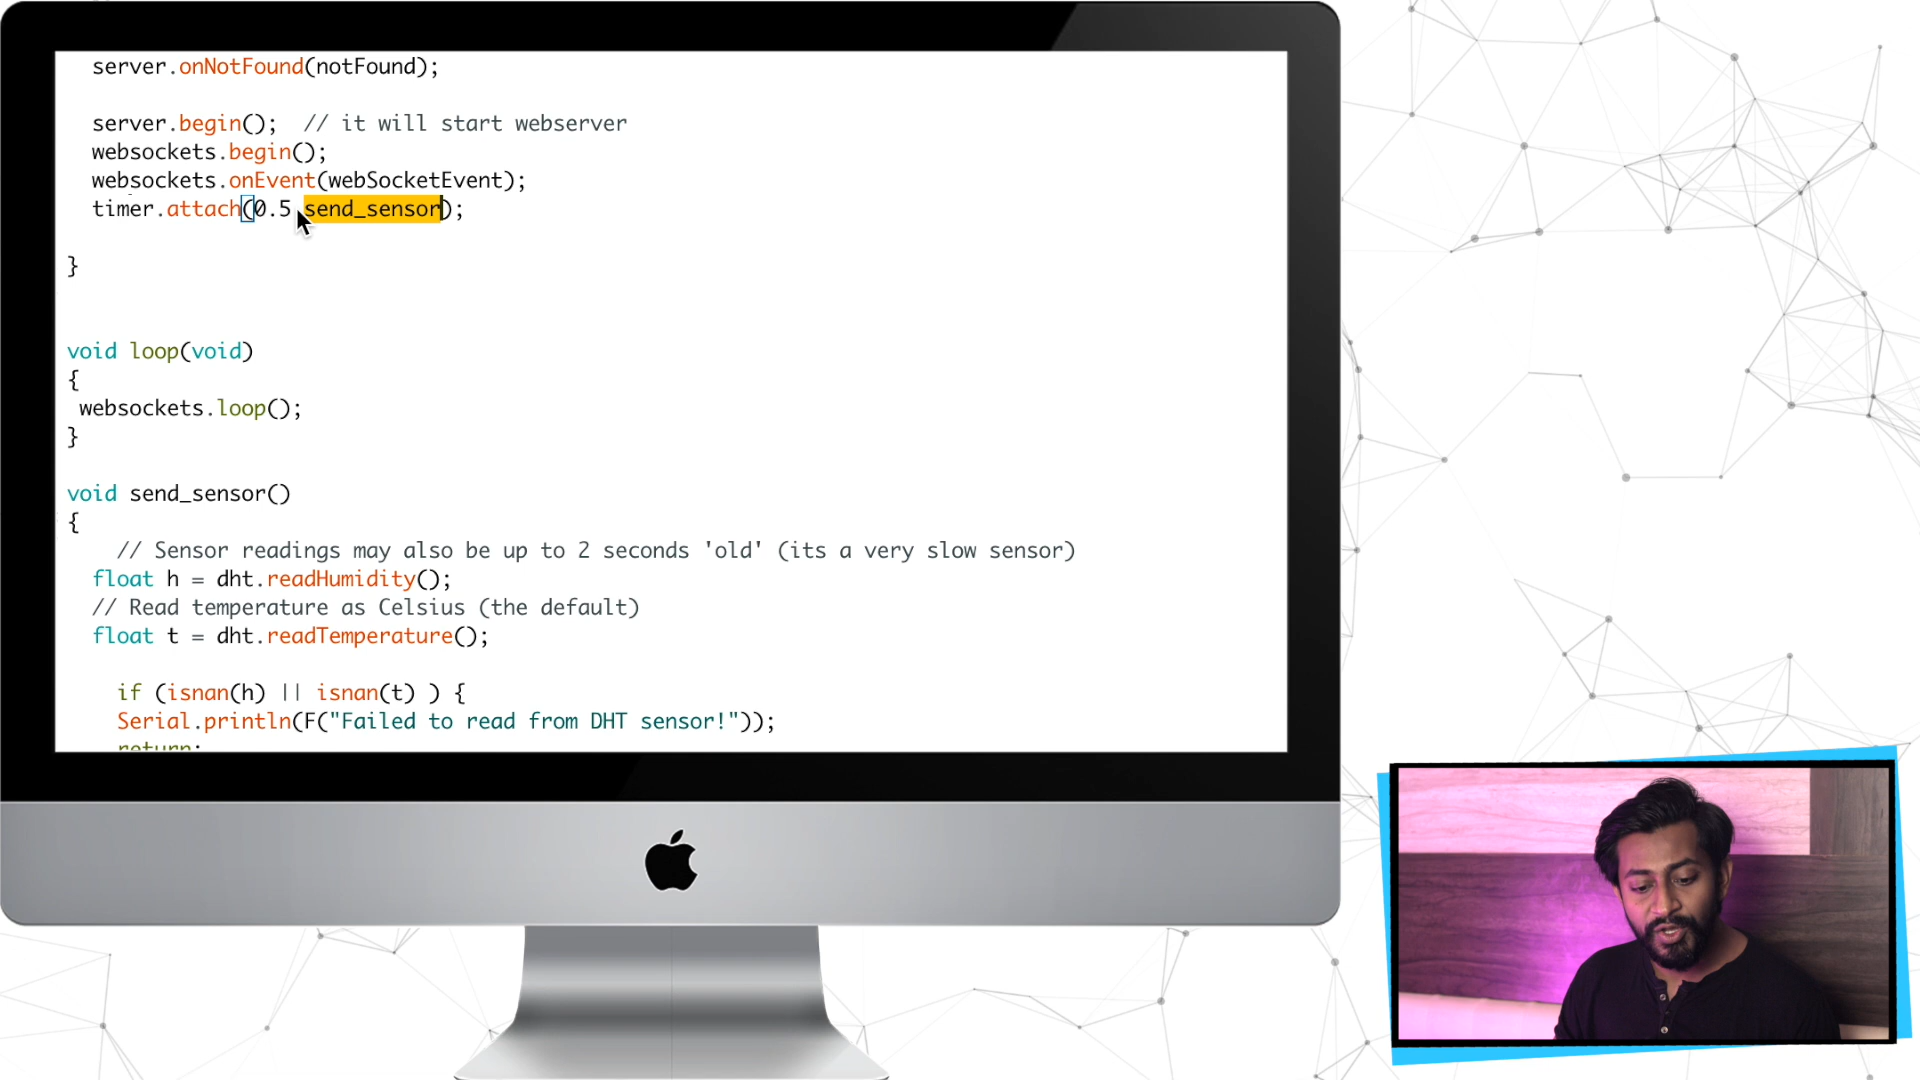 server.onNotFound(notFound);
server.begin();  // it will start webserver
websockets.begin();
websockets.onEvent(webSocketEvent);
timer.attach(0.5 send_sensor);
}
void loop(void)
{
websockets.loop();
}
void send_sensor()
{
// Sensor readings may also be up to 2 seconds 'old' (its a very slow sensor)
float h = dht.readHumidity();
// Read temperature as Celsius (the default)
float t = dht.readTemperature();
if (isnan(h) || isnan(t) ) {
Serial.println(F("Failed to read from DHT sensor!"));
return;